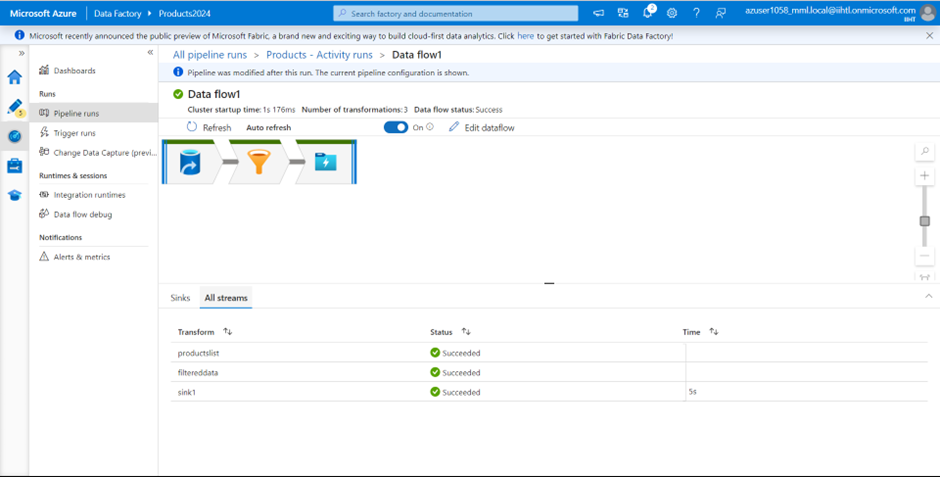 Microsoft Azure
Data Factory
Products2024
Search factory and documentation
2
azuser1058_mml.local@iihtl.onmicrosoft.com
IIHT
Microsoft recently announced the public preview of Microsoft Fabric, a brand new and exciting way to build cloud-first data analytics. Click here to get started with Fabric Data Factory!
Dashboards
Runs
Pipeline runs
Trigger runs
Change Data Capture (previ...
Runtimes & sessions
Integration runtimes
Data flow debug
Notifications
Alerts & metrics
All pipeline runs > Products - Activity runs > Data flow1
Pipeline was modified after this run. The current pipeline configuration is shown.
Data flow1
Cluster startup time: 1s 176ms Number of transformations: 3 Data flow status: Success
Refresh Auto refresh On Edit dataflow
Sinks All streams
Transform Status Time
productslist Succeeded
filtereddata Succeeded
sink1 Succeeded 5s